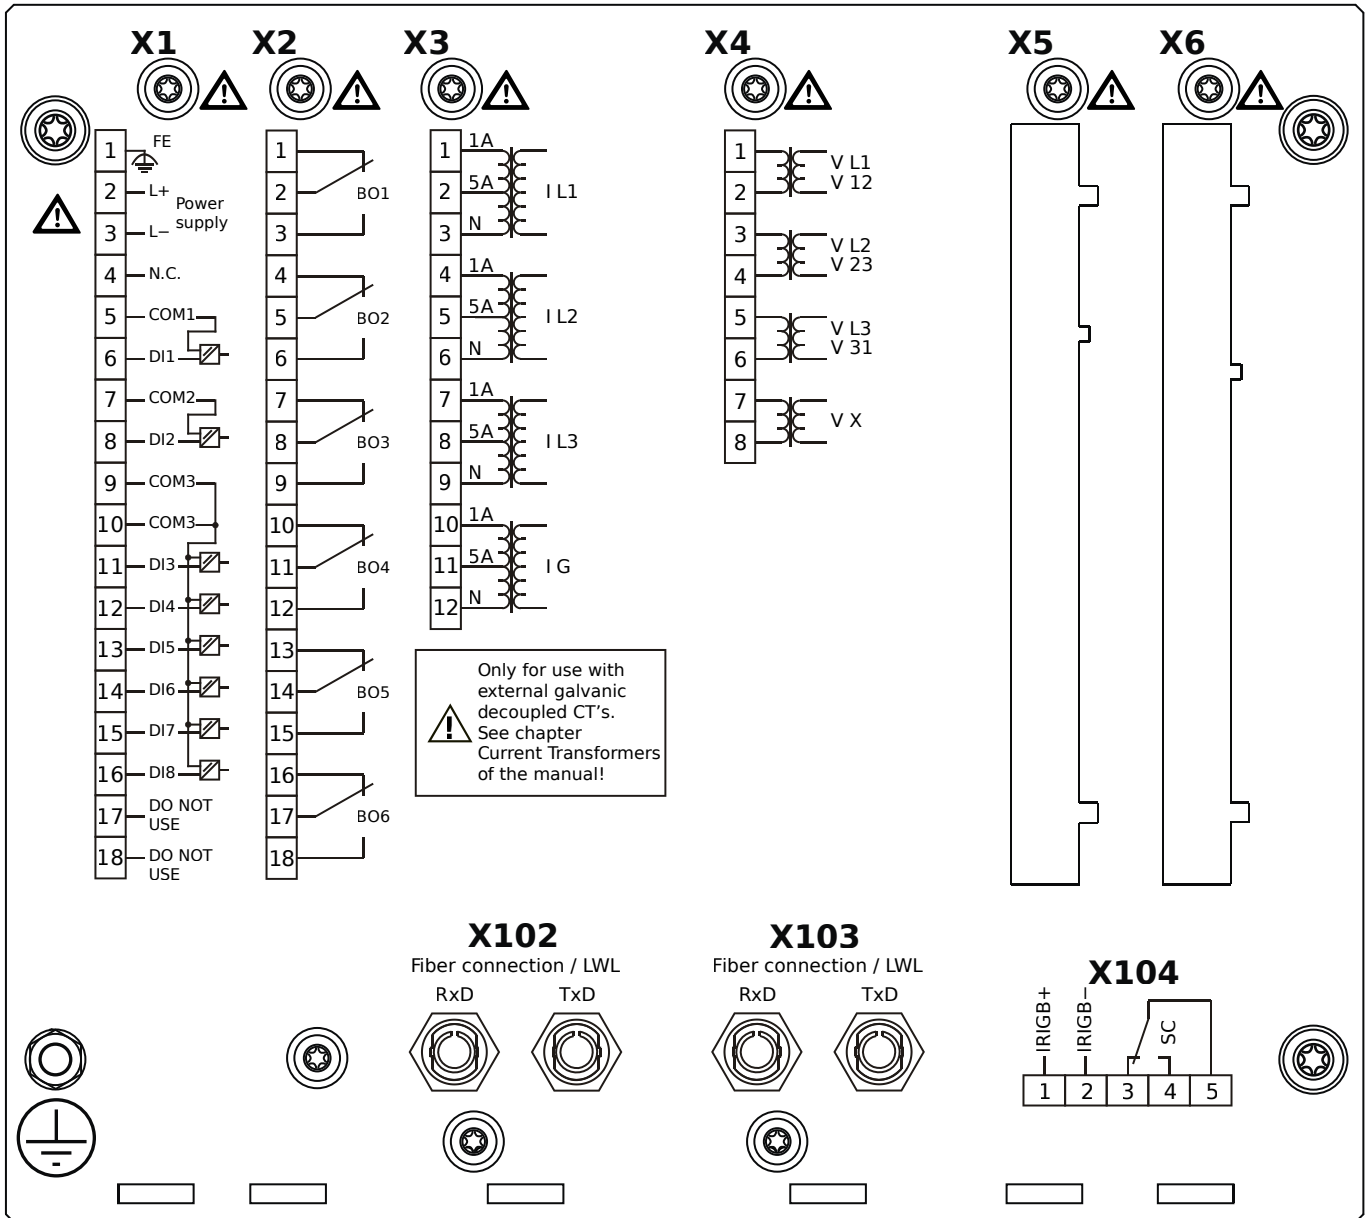 X1
X2
X3
X4
X5
X6
1 FE
2 L+
Power
supply
3 L−
4 N.C.
5 COM1
6 DI1
7 COM2
8 DI2
9 COM3
10 COM3
11 DI3
12 DI4
13 DI5
14 DI6
15 DI7
16 DI8
17 DO NOT
USE
18 DO NOT
USE
1
2 BO1
3
4
5 BO2
6
7
8 BO3
9
10
11 BO4
12
13
14 BO5
15
16
17 BO6
18
1 1A
2 5A I L1
3 N
4 1A
5 5A I L2
6 N
7 1A
8 5A I L3
9 N
10 1A
11 5A I G
12 N
Only for use with
external galvanic
decoupled CT's.
See chapter
Current Transformers
of the manual!
1 V L1
2 V 12
3 V L2
4 V 23
5 V L3
6 V 31
7
V X
8
X102
Fiber connection / LWL
RxD TxD
X103
Fiber connection / LWL
RxD TxD
X104
IRIGB+
IRIGB−
SC
1 2 3 4 5